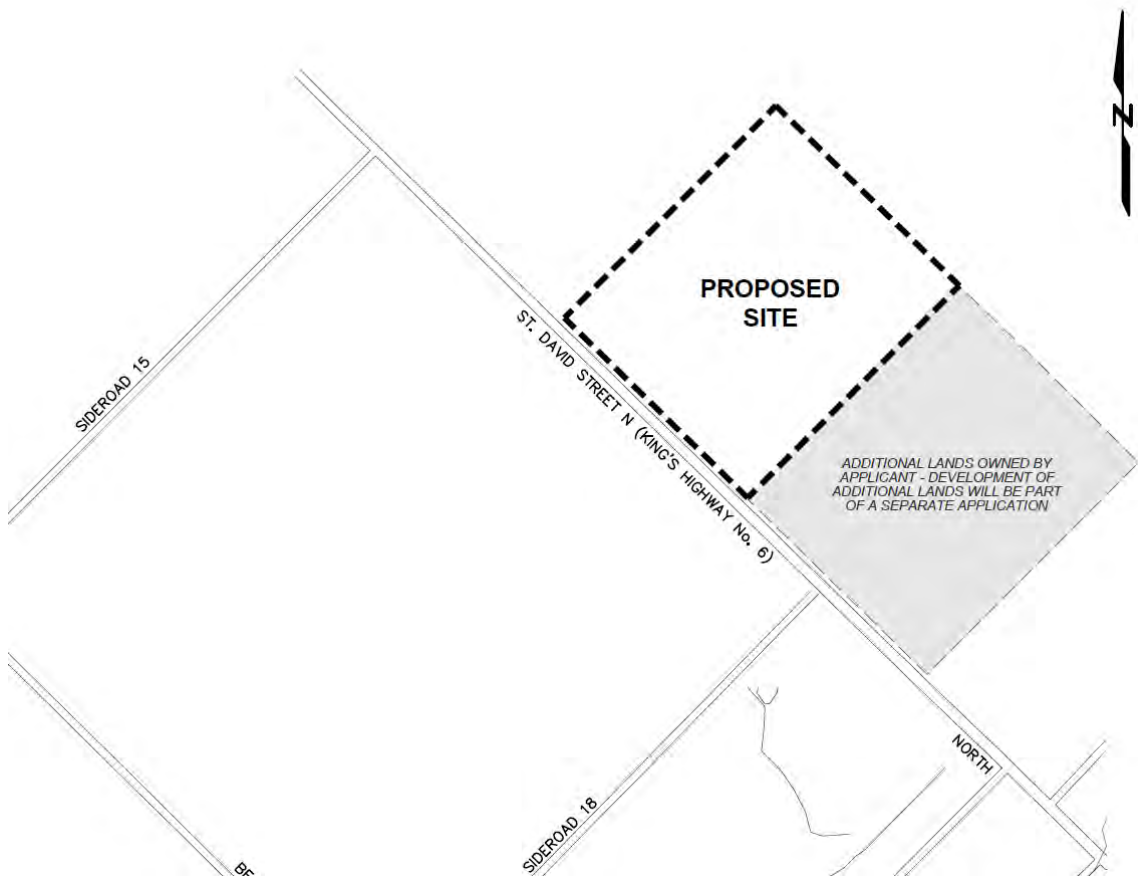 N
PROPOSED
SITE
ST. DAVID STREET N (KING'S HIGHWAY No. 6)
SIDEROAD 15
ADDITIONAL LANDS OWNED BY
APPLICANT - DEVELOPMENT OF
ADDITIONAL LANDS WILL BE PART
OF A SEPARATE APPLICATION
NORTH
SIDEROAD 18